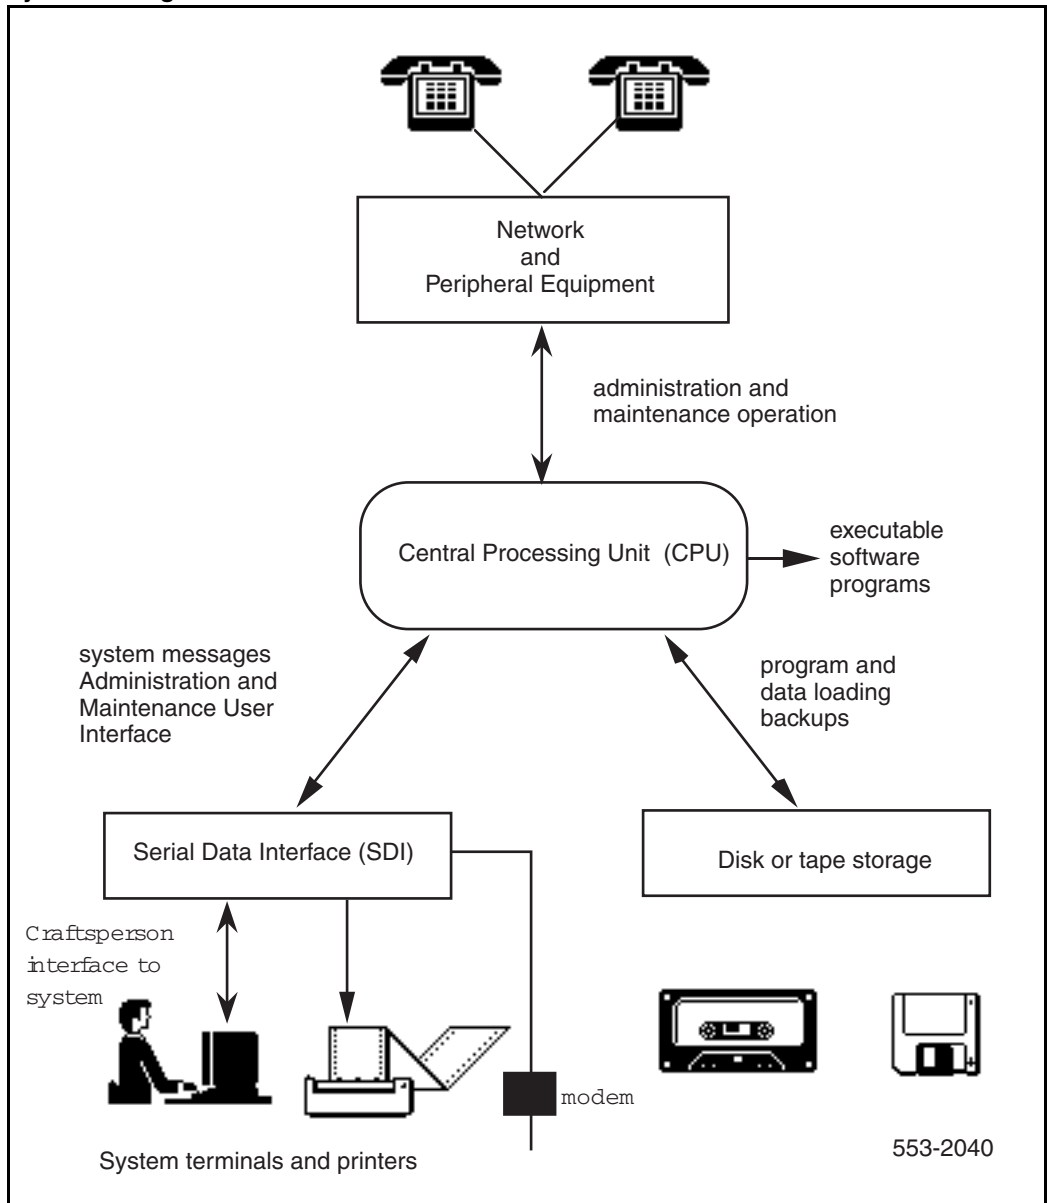 Network
and
Peripheral Equipment
administration and
maintenance operation
Central Processing Unit (CPU)
executable
software
programs
system messages
Administration and
Maintenance User
Interface
program and
data loading
backups
Serial Data Interface (SDI)
Disk or tape storage
Craftsperson
interface to
system
modem
System terminals and printers
553-2040